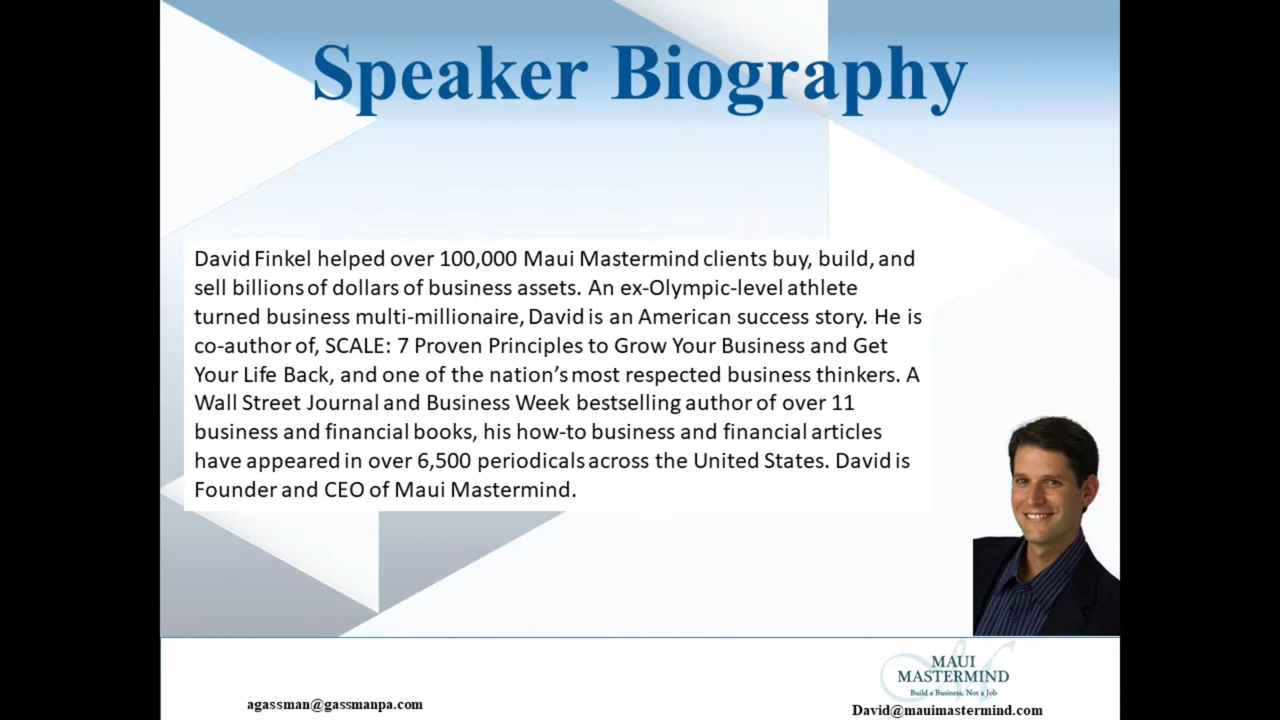 Speaker Biography
David Finkel helped over 100,000 Maui Mastermind clients buy, build, and
sell billions of dollars of business assets. An ex-Olympic-level athlete
turned business multi-millionaire, David is an American success story. He is
co-author of, SCALE: 7 Proven Principles to Grow Your Business and Get
Your Life Back, and one of the nation’s most respected business thinkers. A
Wall Street Journal and Business Week bestselling author of over 11
business and financial books, his how-to business and financial articles
have appeared in over 6,500 periodicals across the United States. David is
Founder and CEO of Maui Mastermind.
MAUI
MASTERMIND
Build a Business, Not a Job
agassman@gassmanpa.com
David@mauimastermind.com